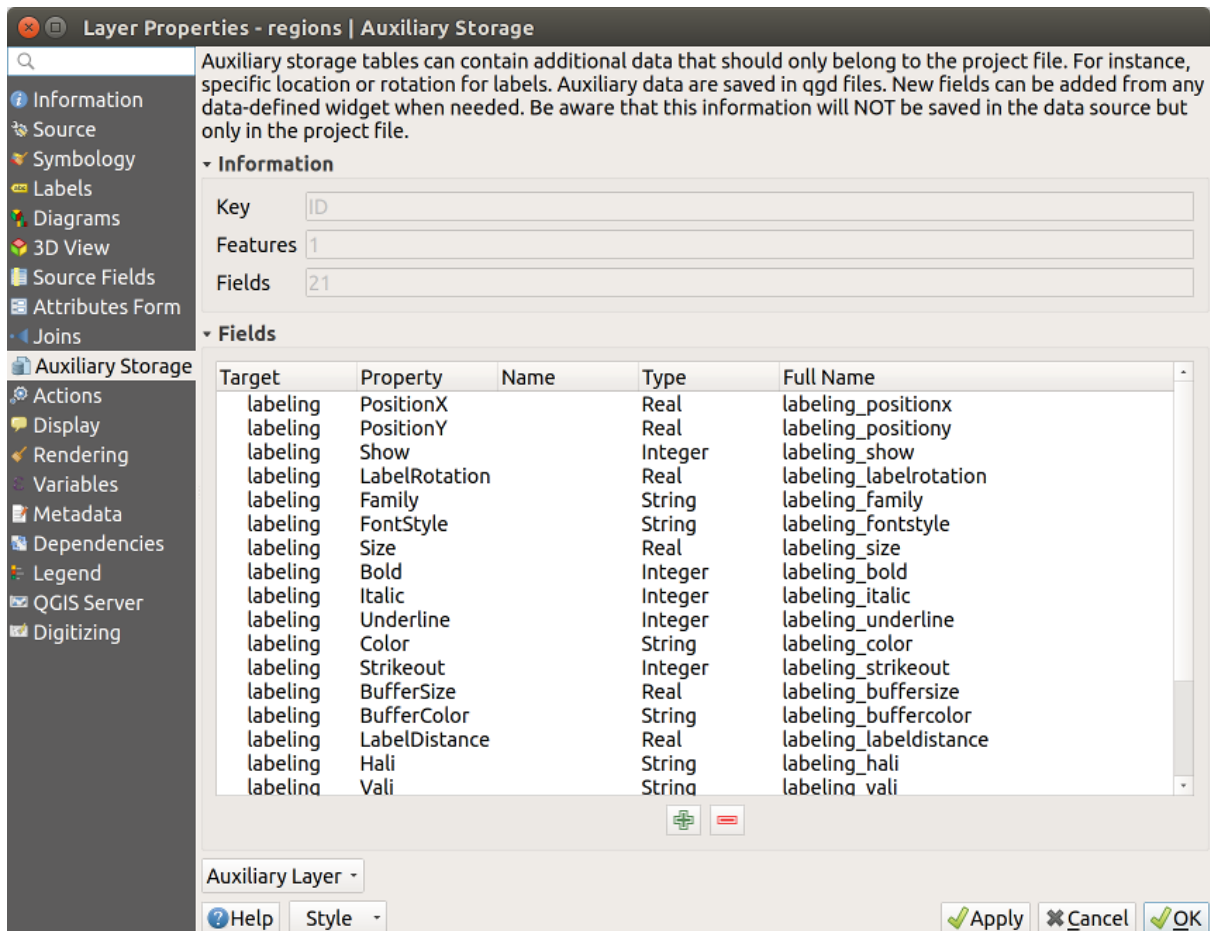 Layer Properties - regions | Auxiliary Storage
Information
Source
Symbology
Labels
Diagrams
3D View
Source Fields
Attributes Form
Joins
Auxiliary Storage
Actions
Display
Rendering
Variables
Metadata
Dependencies
Legend
QGIS Server
Digitizing
Auxiliary storage tables can contain additional data that should only belong to the project file. For instance,
specific location or rotation for labels. Auxiliary data are saved in qgd files. New fields can be added from any
data-defined widget when needed. Be aware that this information will NOT be saved in the data source but
only in the project file.
Information
Key ID
Features 1
Fields 21
Fields
Target Property Name Type Full Name
labeling PositionX Real labeling_positionx
labeling PositionY Real labeling_positiony
labeling Show Integer labeling_show
labeling LabelRotation Real labeling_labelrotation
labeling Family String labeling_family
labeling FontStyle String labeling_fontstyle
labeling Size Real labeling_size
labeling Bold Integer labeling_bold
labeling Italic Integer labeling_italic
labeling Underline Integer labeling_underline
labeling Color String labeling_color
labeling Strikeout Integer labeling_strikeout
labeling BufferSize Real labeling_buffersize
labeling BufferColor String labeling_buffercolor
labeling LabelDistance Real labeling_labeldistance
labeling Hali String labeling_hali
labeling Vali String labeling_vali
Auxiliary Layer
Help Style Apply Cancel OK